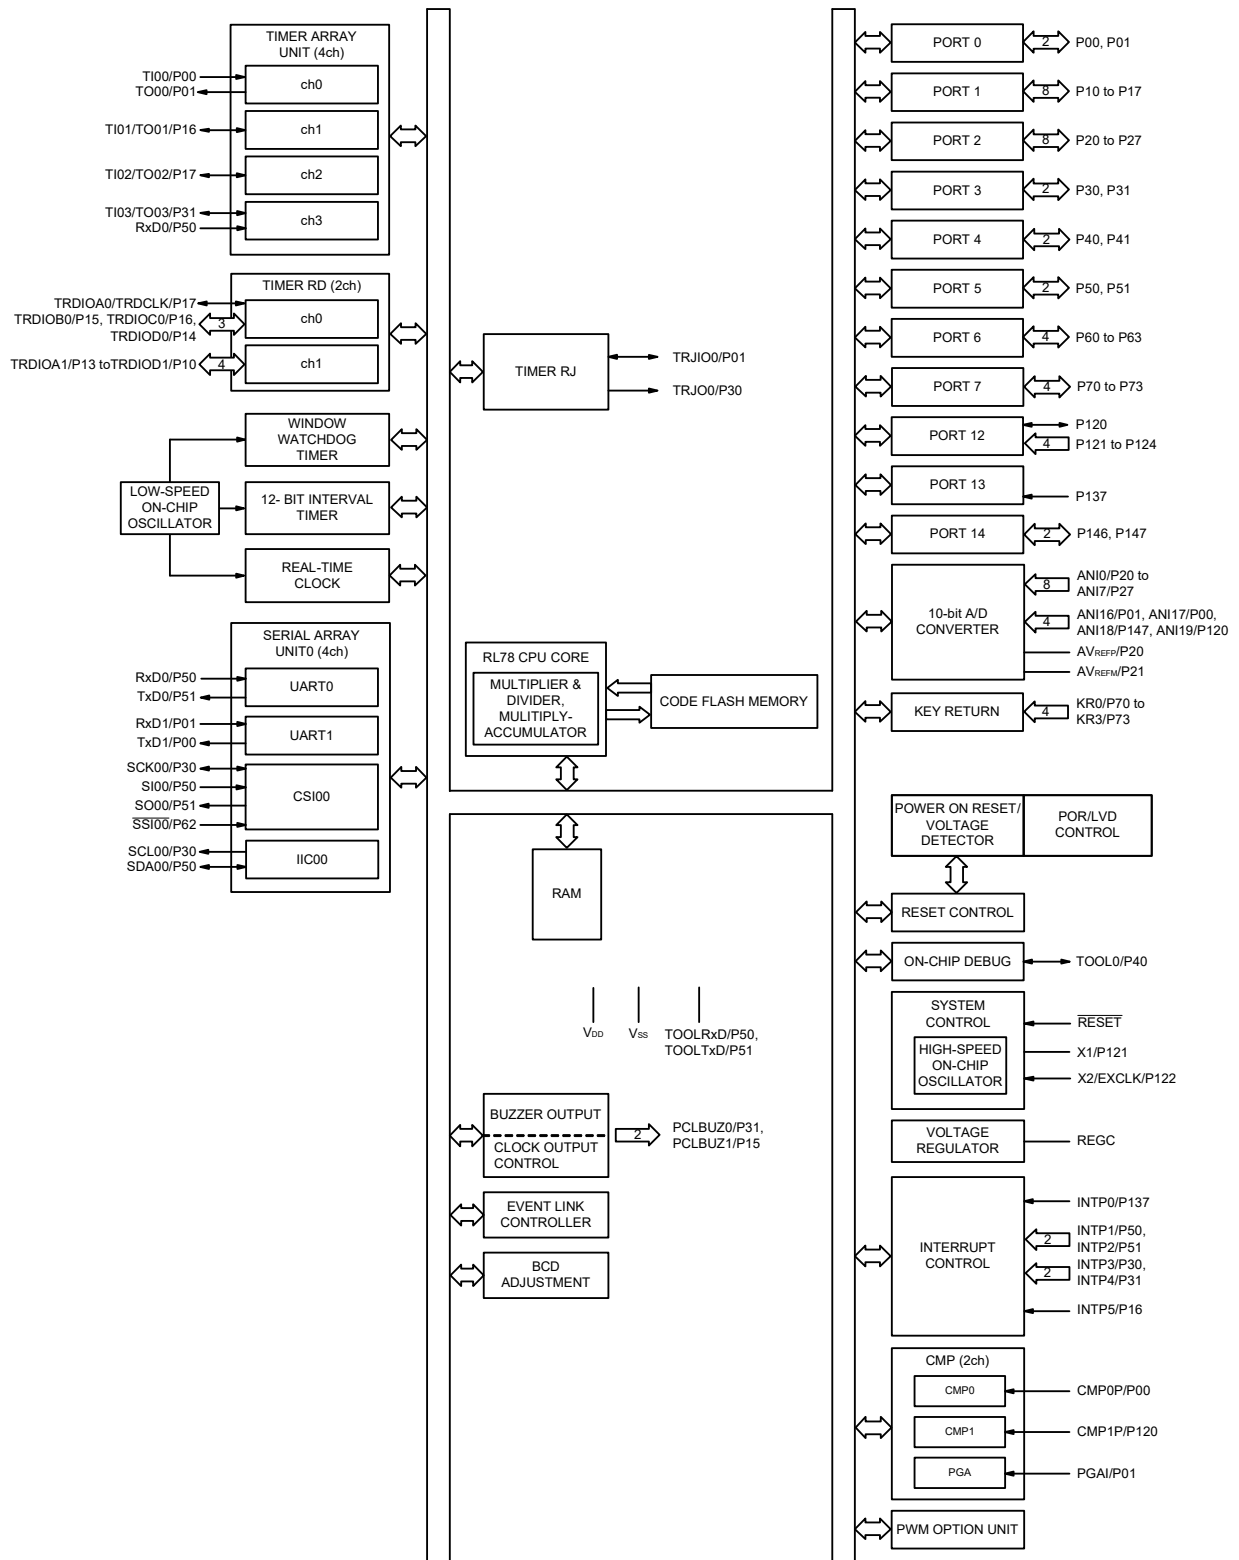 TIMER ARRAY
UNIT (4ch)
TI00/P00
TO00/P01
ch0
TI01/TO01/P16
ch1
TI02/TO02/P17
ch2
TI03/TO03/P31
RxD0/P50
ch3
TIMER RD (2ch)
TRDIOA0/TRDCLK/P17
TRDIOB0/P15, TRDIOC0/P16,
TRDIOD0/P14
3
ch0
TRDIOA1/P13 toTRDIOD1/P10
4
ch1
WINDOW
WATCHDOG
TIMER
LOW-SPEED
ON-CHIP
OSCILLATOR
12- BIT INTERVAL
TIMER
REAL-TIME
CLOCK
SERIAL ARRAY
UNIT0 (4ch)
RxD0/P50
TxD0/P51
UART0
RxD1/P01
TxD1/P00
UART1
SCK00/P30
SI00/P50
SO00/P51
SSI00/P62
CSI00
SCL00/P30
SDA00/P50
IIC00
TIMER RJ
TRJIO0/P01
TRJO0/P30
RL78 CPU CORE
MULTIPLIER &
DIVIDER,
MULITIPLY-
ACCUMULATOR
CODE FLASH MEMORY
RAM
VDD
VSS
TOOLRxD/P50,
TOOLTxD/P51
BUZZER OUTPUT
CLOCK OUTPUT
CONTROL
2
PCLBUZ0/P31,
PCLBUZ1/P15
EVENT LINK
CONTROLLER
BCD
ADJUSTMENT
PORT 0
2
P00, P01
PORT 1
8
P10 to P17
PORT 2
8
P20 to P27
PORT 3
2
P30, P31
PORT 4
2
P40, P41
PORT 5
2
P50, P51
PORT 6
4
P60 to P63
PORT 7
4
P70 to P73
PORT 12
P120
4
P121 to P124
PORT 13
P137
PORT 14
2
P146, P147
10-bit A/D
CONVERTER
8
ANI0/P20 to
ANI7/P27
4
ANI16/P01, ANI17/P00,
ANI18/P147, ANI19/P120
AVREFP/P20
AVREFM/P21
KEY RETURN
4
KR0/P70 to
KR3/P73
POWER ON RESET/
VOLTAGE
DETECTOR
POR/LVD
CONTROL
RESET CONTROL
ON-CHIP DEBUG
TOOL0/P40
SYSTEM
CONTROL
HIGH-SPEED
ON-CHIP
OSCILLATOR
RESET
X1/P121
X2/EXCLK/P122
VOLTAGE
REGULATOR
REGC
INTERRUPT
CONTROL
INTP0/P137
2
INTP1/P50,
INTP2/P51
2
INTP3/P30,
INTP4/P31
INTP5/P16
CMP (2ch)
CMP0
CMP0P/P00
CMP1
CMP1P/P120
PGA
PGAI/P01
PWM OPTION UNIT